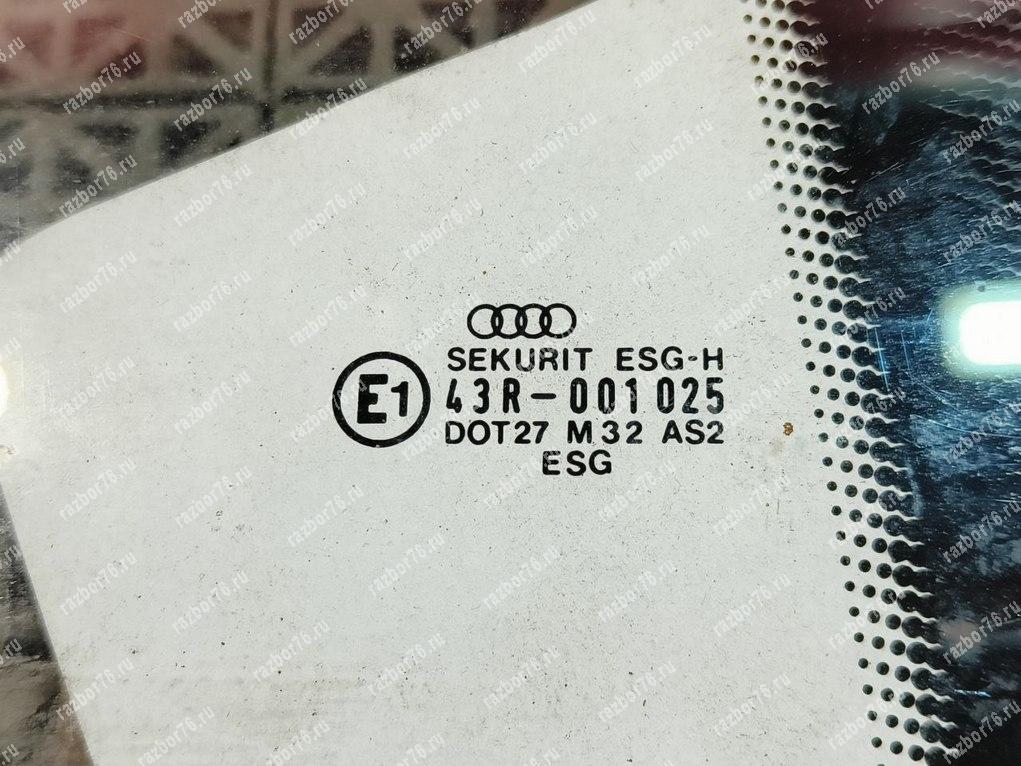 SEKURIT ESG-H
E1 43R-001025
DOT27 M32 AS2
ESG
razbor76.ru